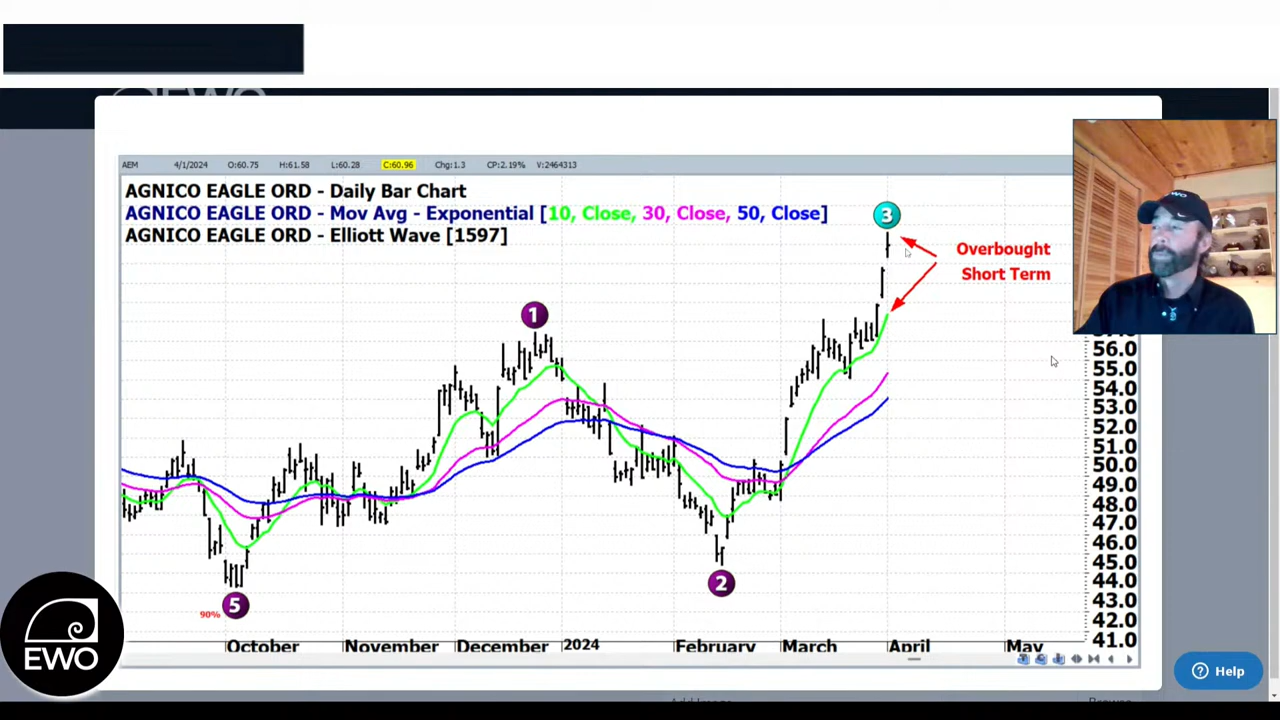 EWO
AEM 4/1/2024 O:60.75 H:61.58 L:60.28 C:60.96 Chg:1.3 CP:2.19% V:2464313
AGNICO EAGLE ORD - Daily Bar Chart
AGNICO EAGLE ORD - Mov Avg - Exponential [10, Close, 30, Close, 50, Close]
AGNICO EAGLE ORD - Elliott Wave [1597]
3
Overbought
Short Term
EWO
1
56.0
55.0
54.0
53.0
52.0
51.0
50.0
49.0
48.0
47.0
46.0
45.0
44.0
43.0
42.0
41.0
2
90% 5
October November December 2024 February March April May
EWO
Help